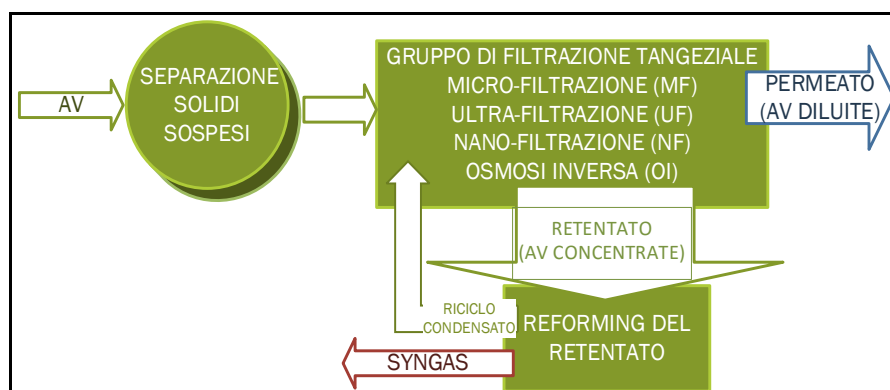 AV
SEPARAZIONE
SOLIDI
SOSPESI
GRUPPO DI FILTRAZIONE TANGEZIALE
MICRO-FILTRAZIONE (MF)
ULTRA-FILTRAZIONE (UF)
NANO-FILTRAZIONE (NF)
OSMOSI INVERSA (OI)
PERMEATO
(AV DILUITE)
RETENTATO
(AV CONCENTRATE)
RICICLO
CONDENSATO
REFORMING DEL
RETENTATO
SYNGAS